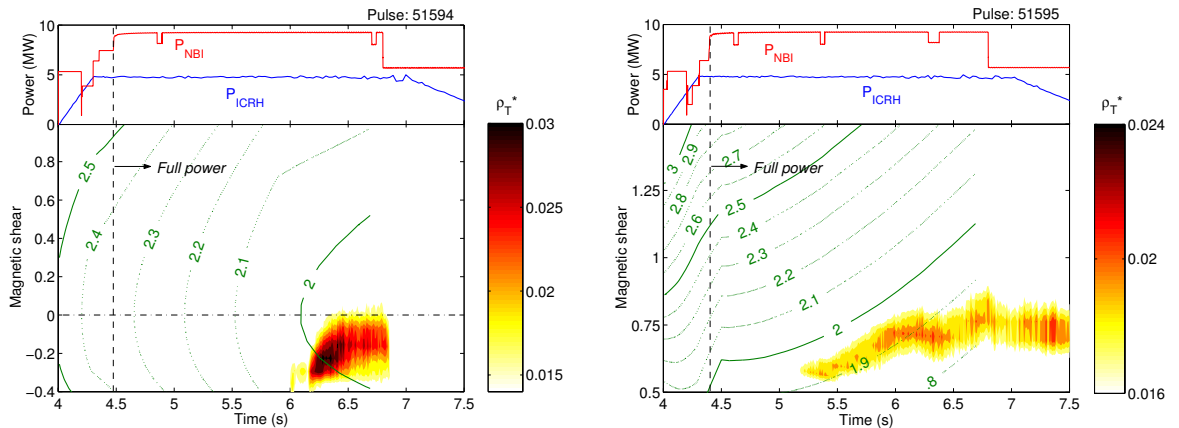 Pulse: 51594
10
5
0
Power (MW)
P_NBI
P_ICRH
ρ_T*
0.03
0.025
0.02
0.015
0.8
0.6
0.4
0.2
0
−0.2
−0.4
Magnetic shear
2.5
2.4
2.3
2.2
2.1
2
Full power
4 4.5 5 5.5 6 6.5 7 7.5
Time (s)
Pulse: 51595
10
5
0
Power (MW)
P_NBI
P_ICRH
ρ_T*
0.024
0.02
0.016
1.25
1
0.75
0.5
Magnetic shear
3
2.9
2.8
2.6
2.7
2.5
2.4
2.3
2.2
2.1
2
1.9
.8
Full power
4 4.5 5 5.5 6 6.5 7 7.5
Time (s)